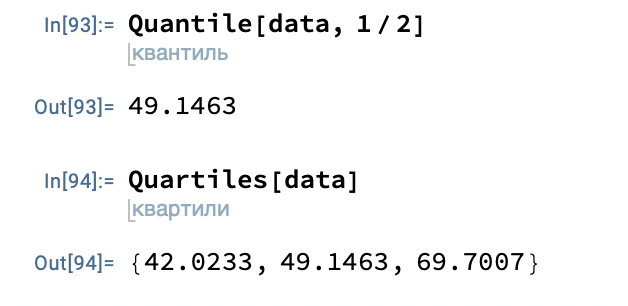 In[93]:= Quantile[data, 1/2]
квантиль
Out[93]= 49.1463
In[94]:= Quartiles[data]
квартили
Out[94]= {42.0233, 49.1463, 69.7007}